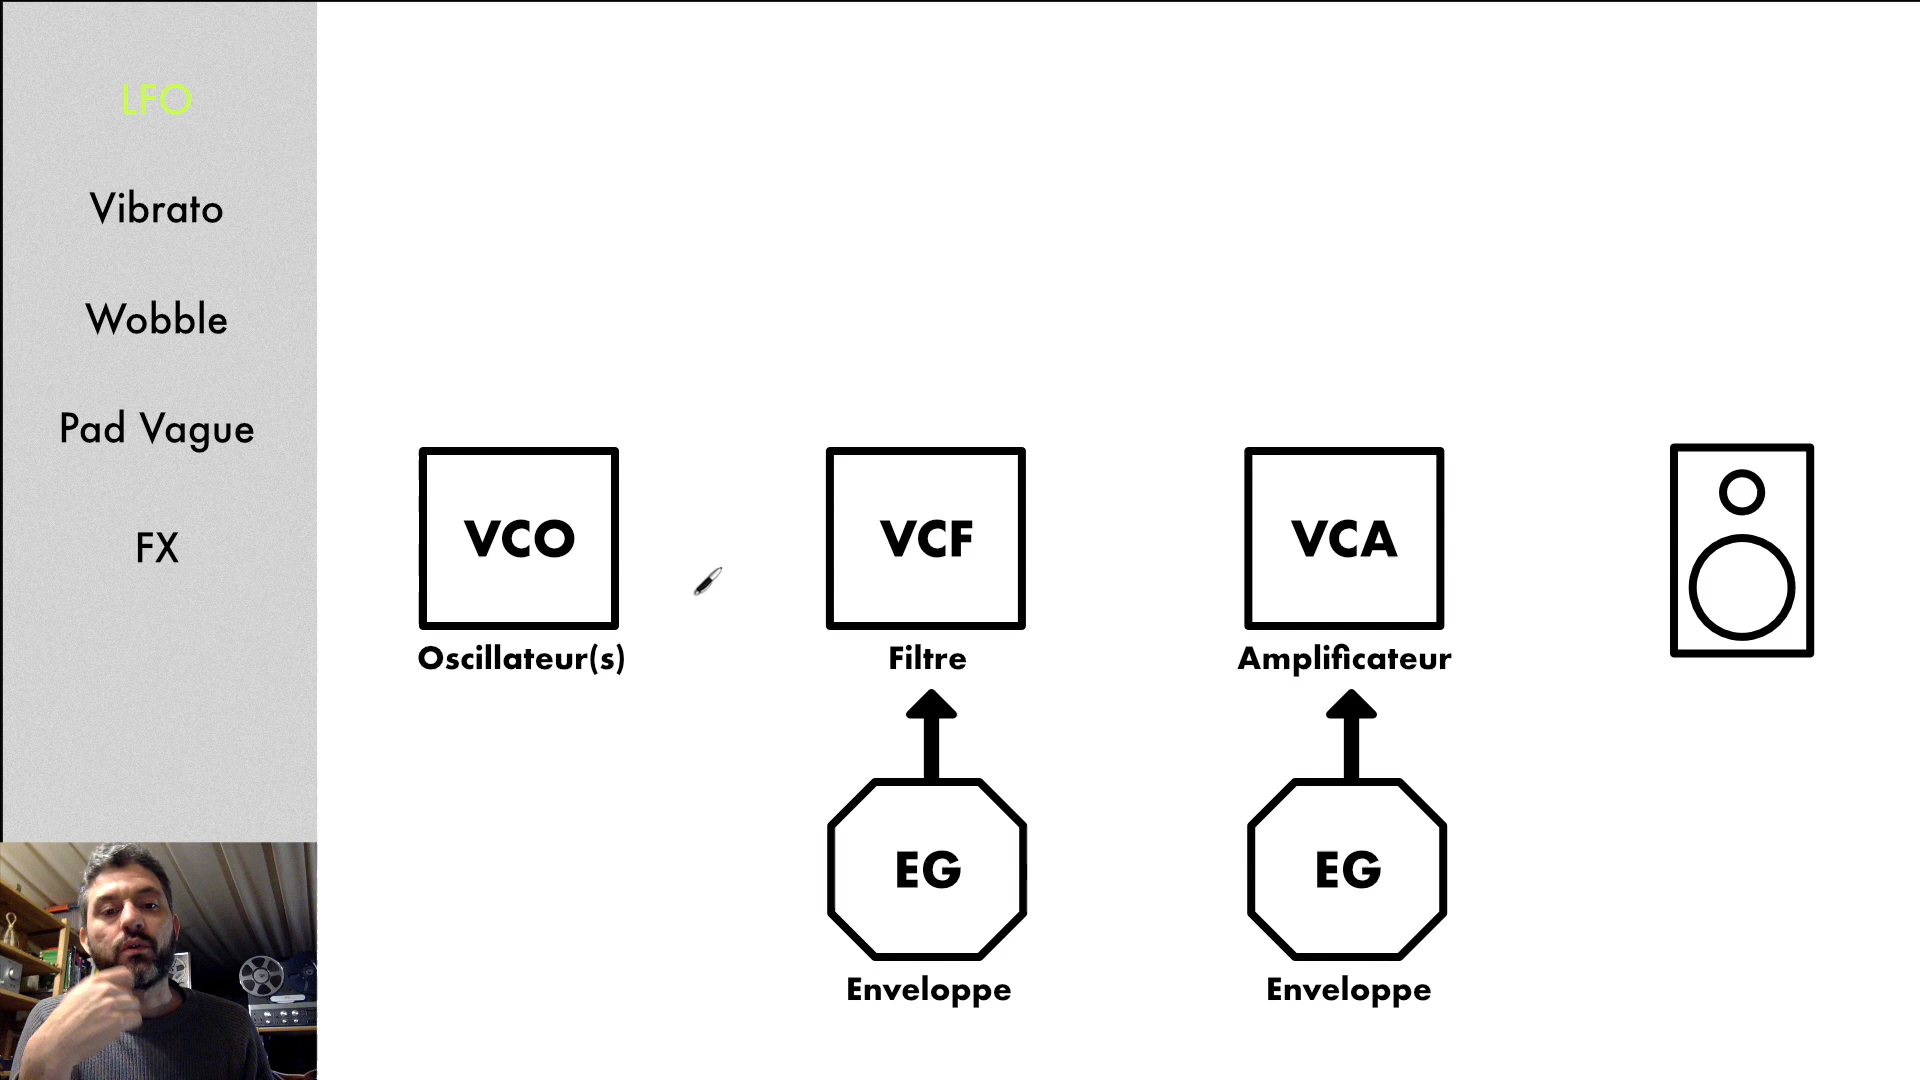 LFO
Vibrato
Wobble
Pad Vague
FX
VCO
VCF
VCA
Oscillateur(s)
Filtre
Amplificateur
EG
EG
Enveloppe
Enveloppe